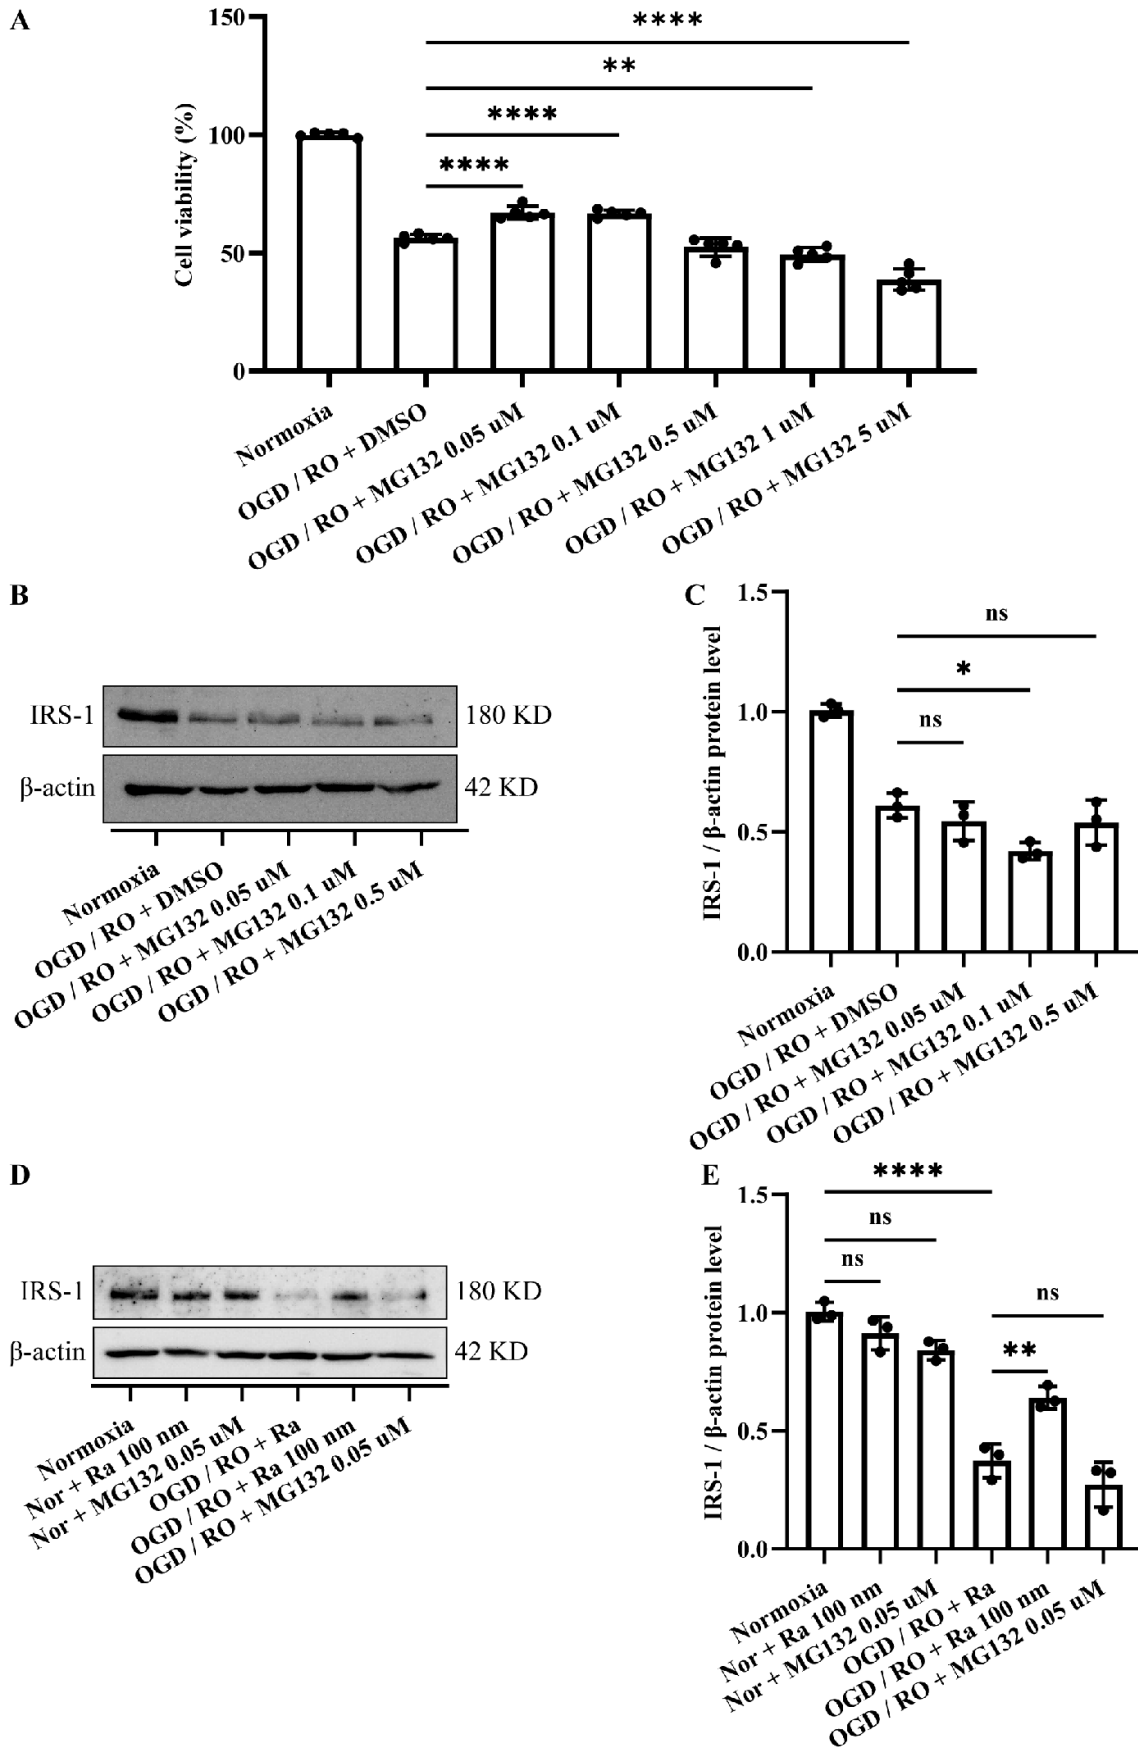 A
150
100
50
0
Cell viability (%)
****
**
****
****
Normoxia
OGD / RO + DMSO
OGD / RO + MG132 0.05 uM
OGD / RO + MG132 0.1 uM
OGD / RO + MG132 0.5 uM
OGD / RO + MG132 1 uM
OGD / RO + MG132 5 uM
B
IRS-1
180 KD
β-actin
42 KD
Normoxia
OGD / RO + DMSO
OGD / RO + MG132 0.05 uM
OGD / RO + MG132 0.1 uM
OGD / RO + MG132 0.5 uM
C
1.5
1.0
0.5
0.0
IRS-1 / β-actin protein level
ns
*
ns
Normoxia
OGD / RO + DMSO
OGD / RO + MG132 0.05 uM
OGD / RO + MG132 0.1 uM
OGD / RO + MG132 0.5 uM
D
IRS-1
180 KD
β-actin
42 KD
Normoxia
Nor + Ra 100 nm
Nor + MG132 0.05 uM
OGD / RO + Ra
OGD / RO + Ra 100 nm
OGD / RO + MG132 0.05 uM
E
1.5
1.0
0.5
0.0
IRS-1 / β-actin protein level
****
ns
ns
ns
**
Normoxia
Nor + Ra 100 nm
Nor + MG132 0.05 uM
OGD / RO + Ra
OGD / RO + Ra 100 nm
OGD / RO + MG132 0.05 uM